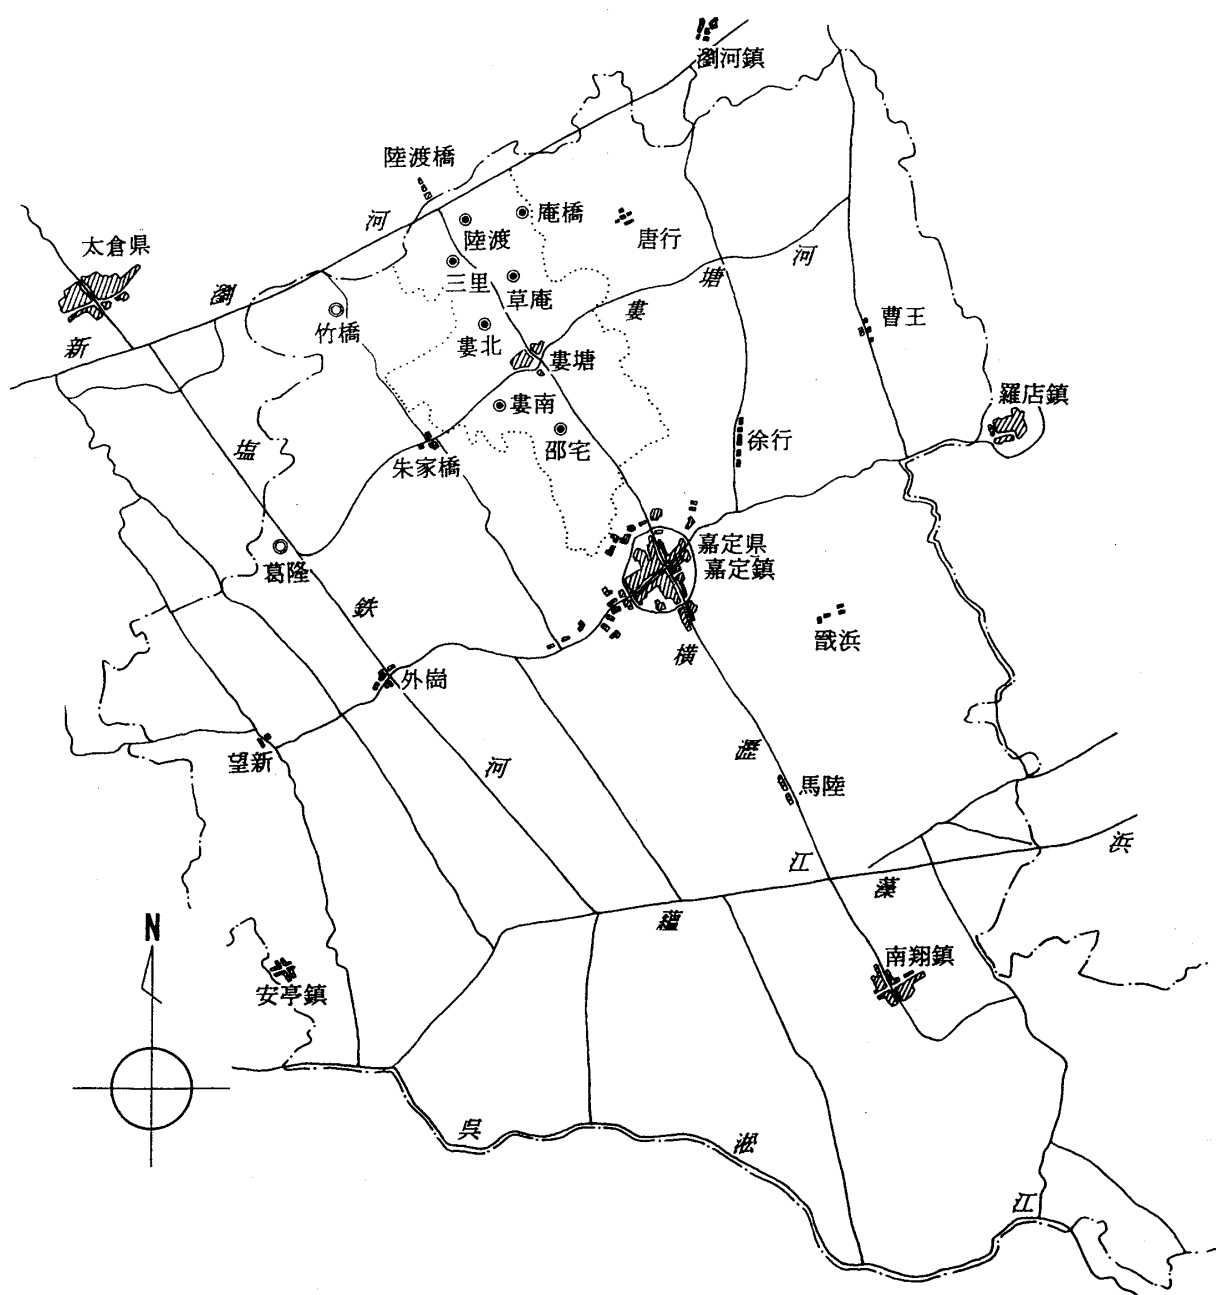 瀏河鎮
陸渡橋
河
庵橋
陸渡
唐行
太倉県
三里
塘
河
瀏
草庵
婁
竹橋
曹王
新
婁北
婁塘
羅店鎮
婁南
塩
邵宅
徐行
朱家橋
嘉定県
嘉定鎮
葛隆
鉄
戩浜
横
外崗
瀝
望新
河
馬陸
江
浜
藻
蘊
N
南翔鎮
安亭鎮
呉
淞
江